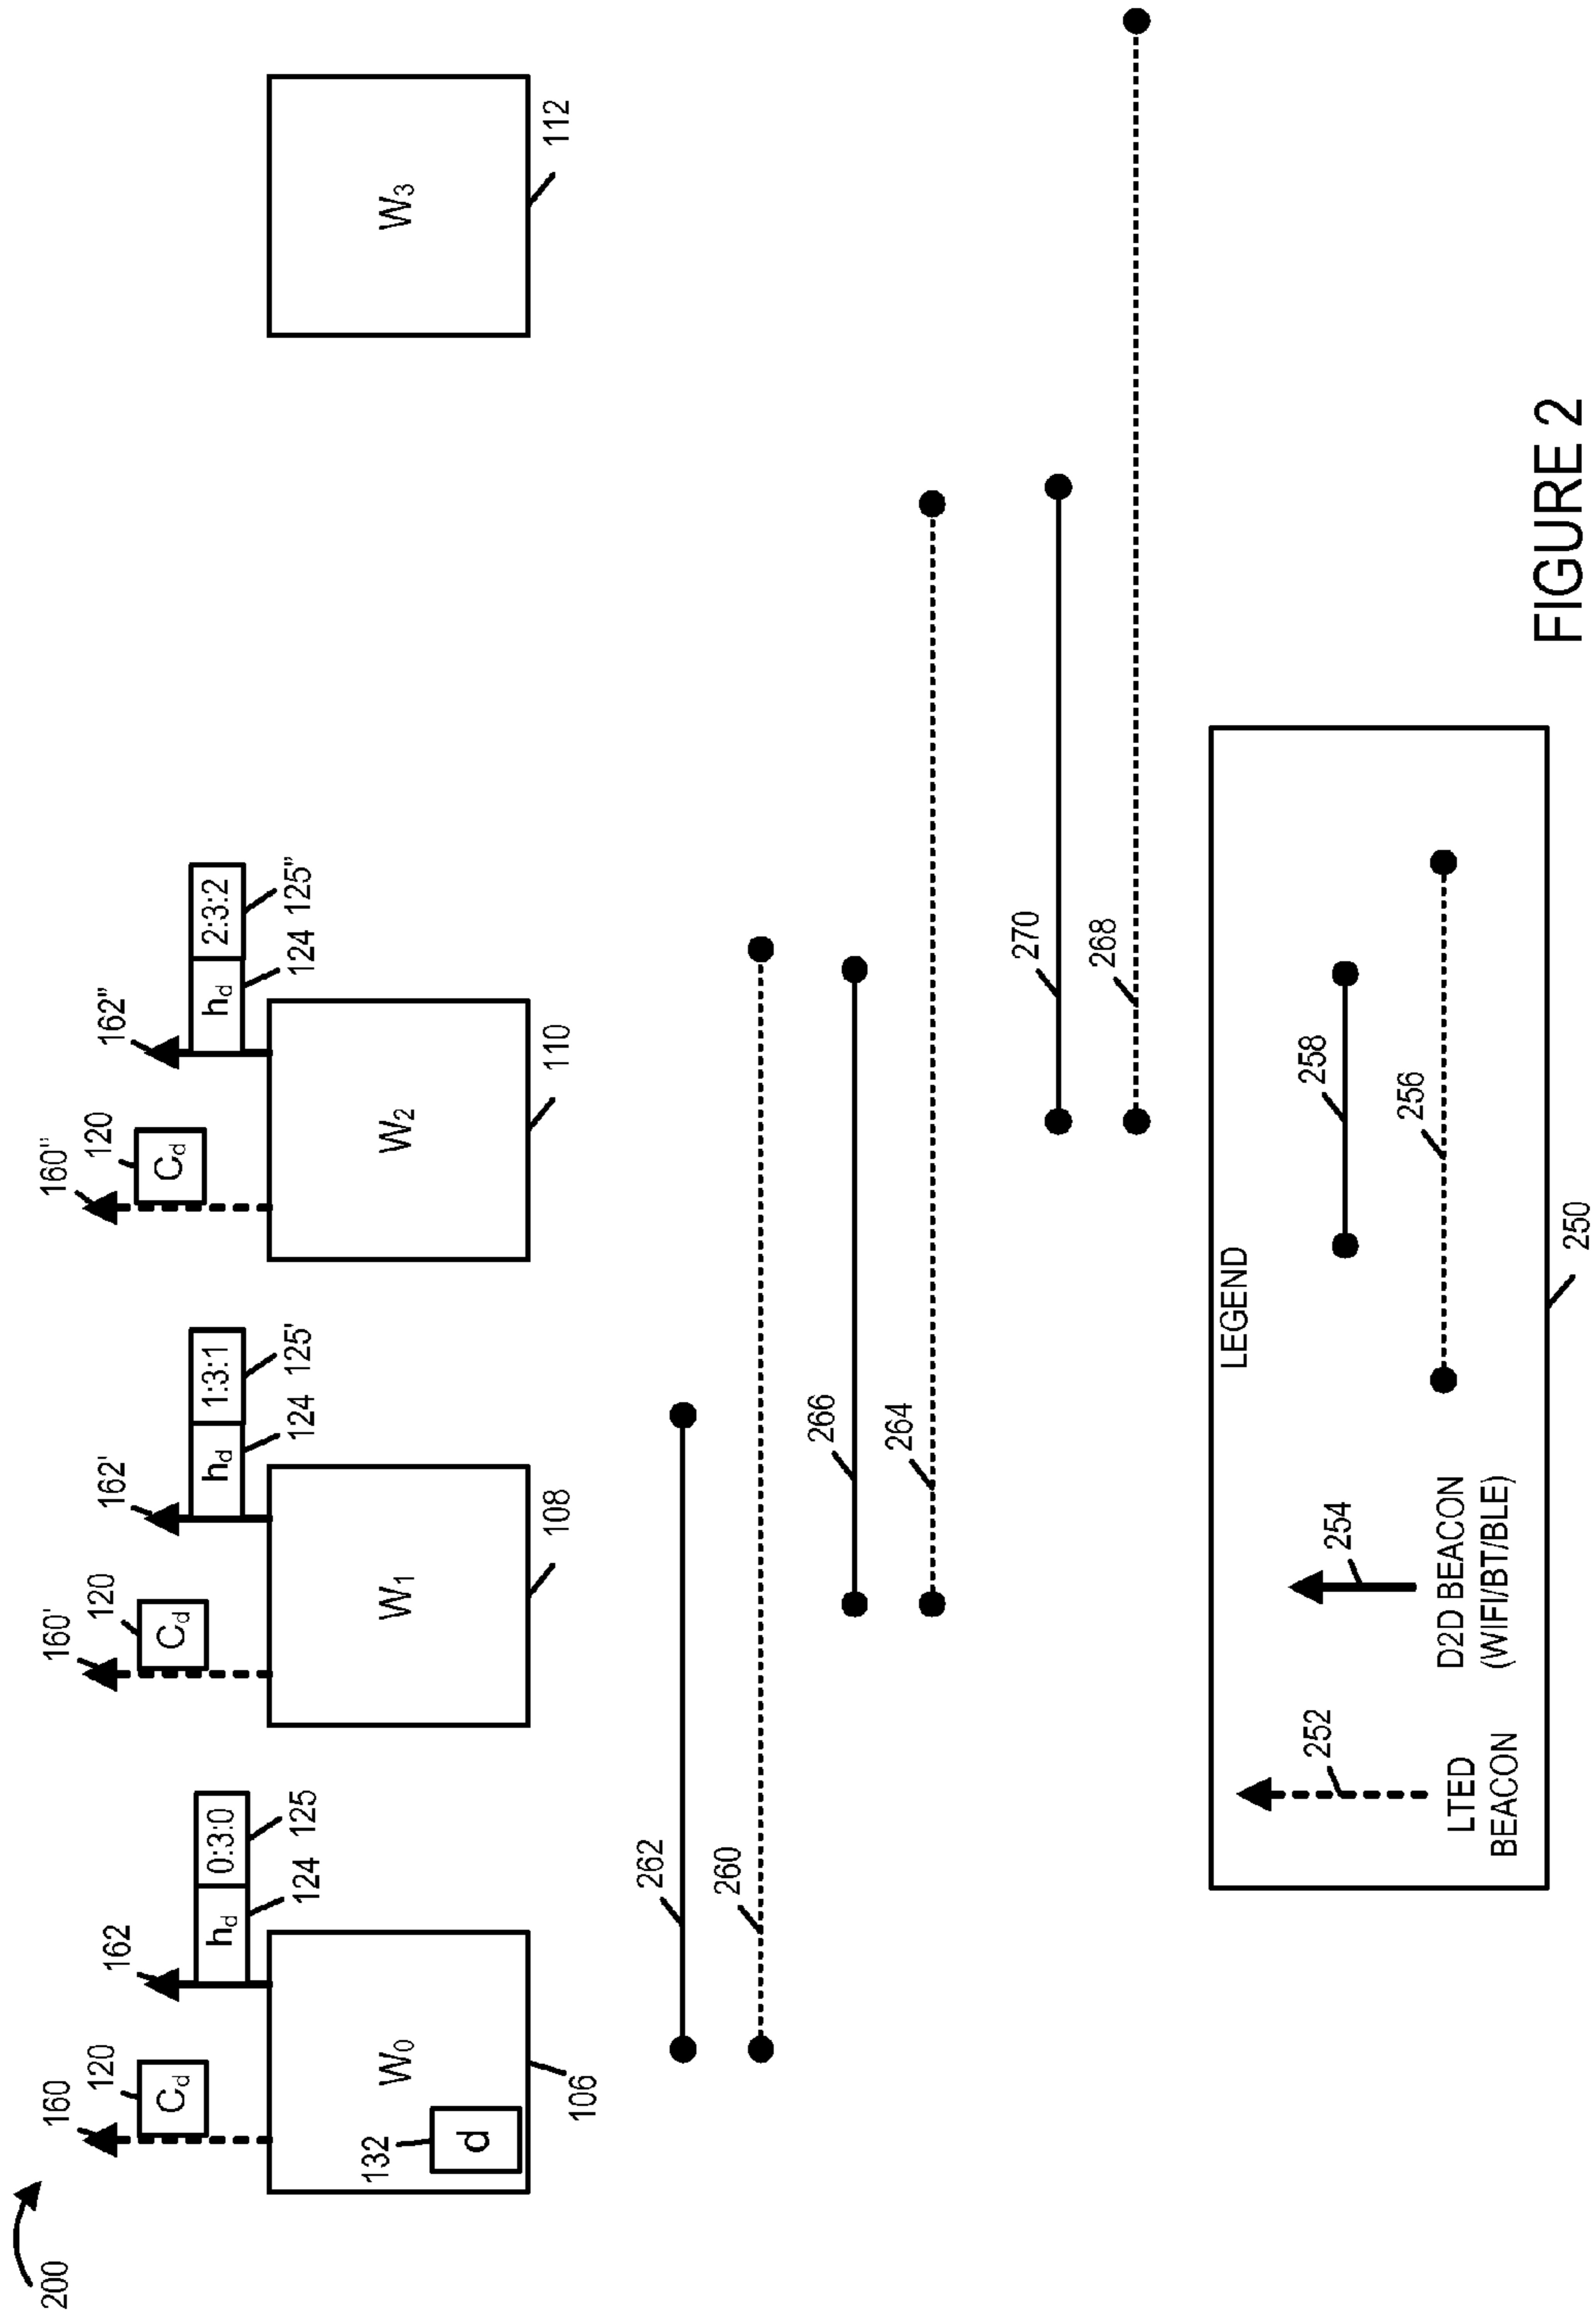 200
160
120
Cd
162
hd
0:3:0
124
125
W0
132
d
106
160'
120
Cd
162'
hd
1:3:1
124
125'
W1
108
160"
120
Cd
162"
hd
2:3:2
124
125"
W2
110
W3
112
262
260
266
264
270
268
LEGEND
252
LTED
BEACON
254
D2D BEACON
(WIFI/BT/BLE)
258
256
250
FIGURE 2